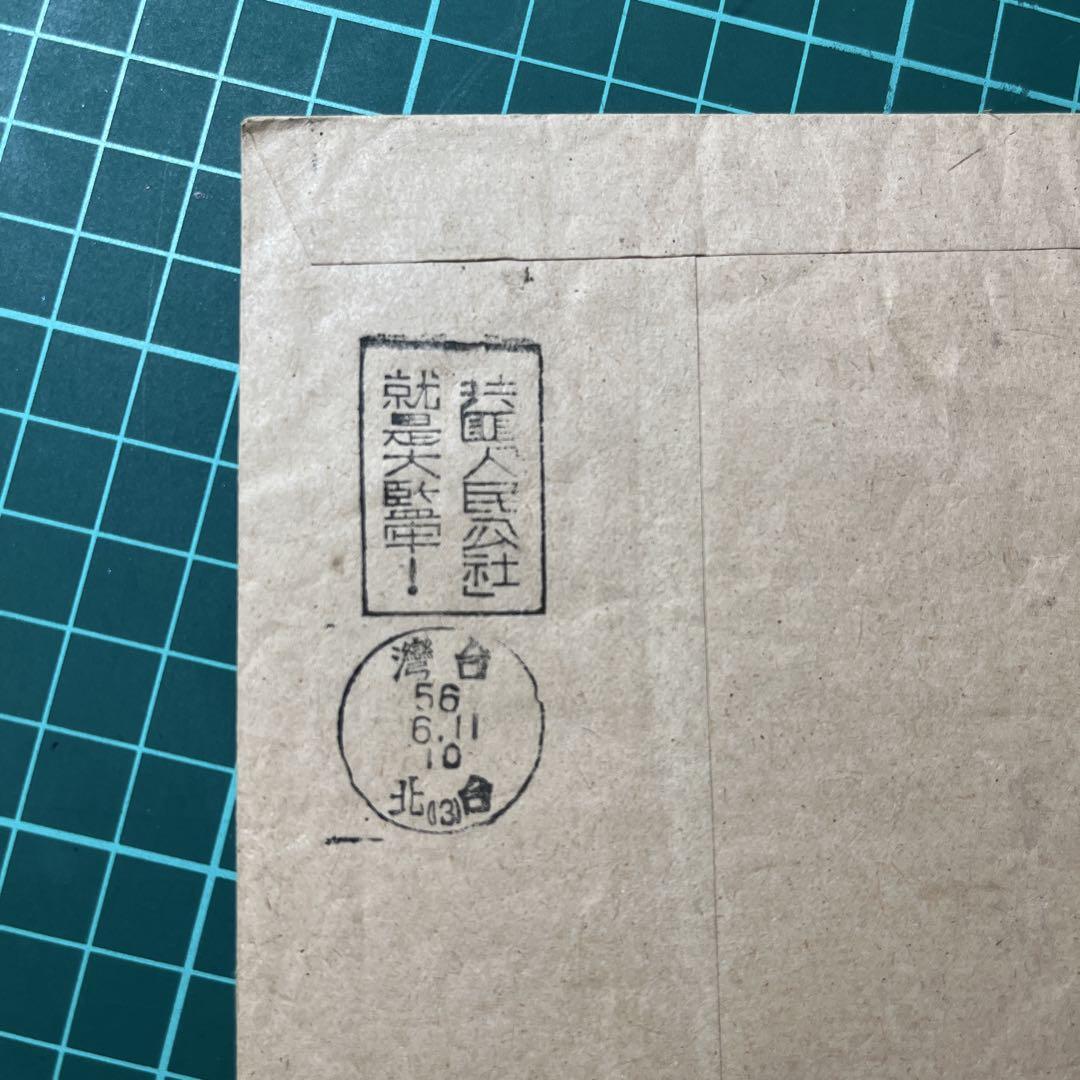 共匪「人民公社」
就是大監牢！
台灣
56
6.11
10
台(13)北